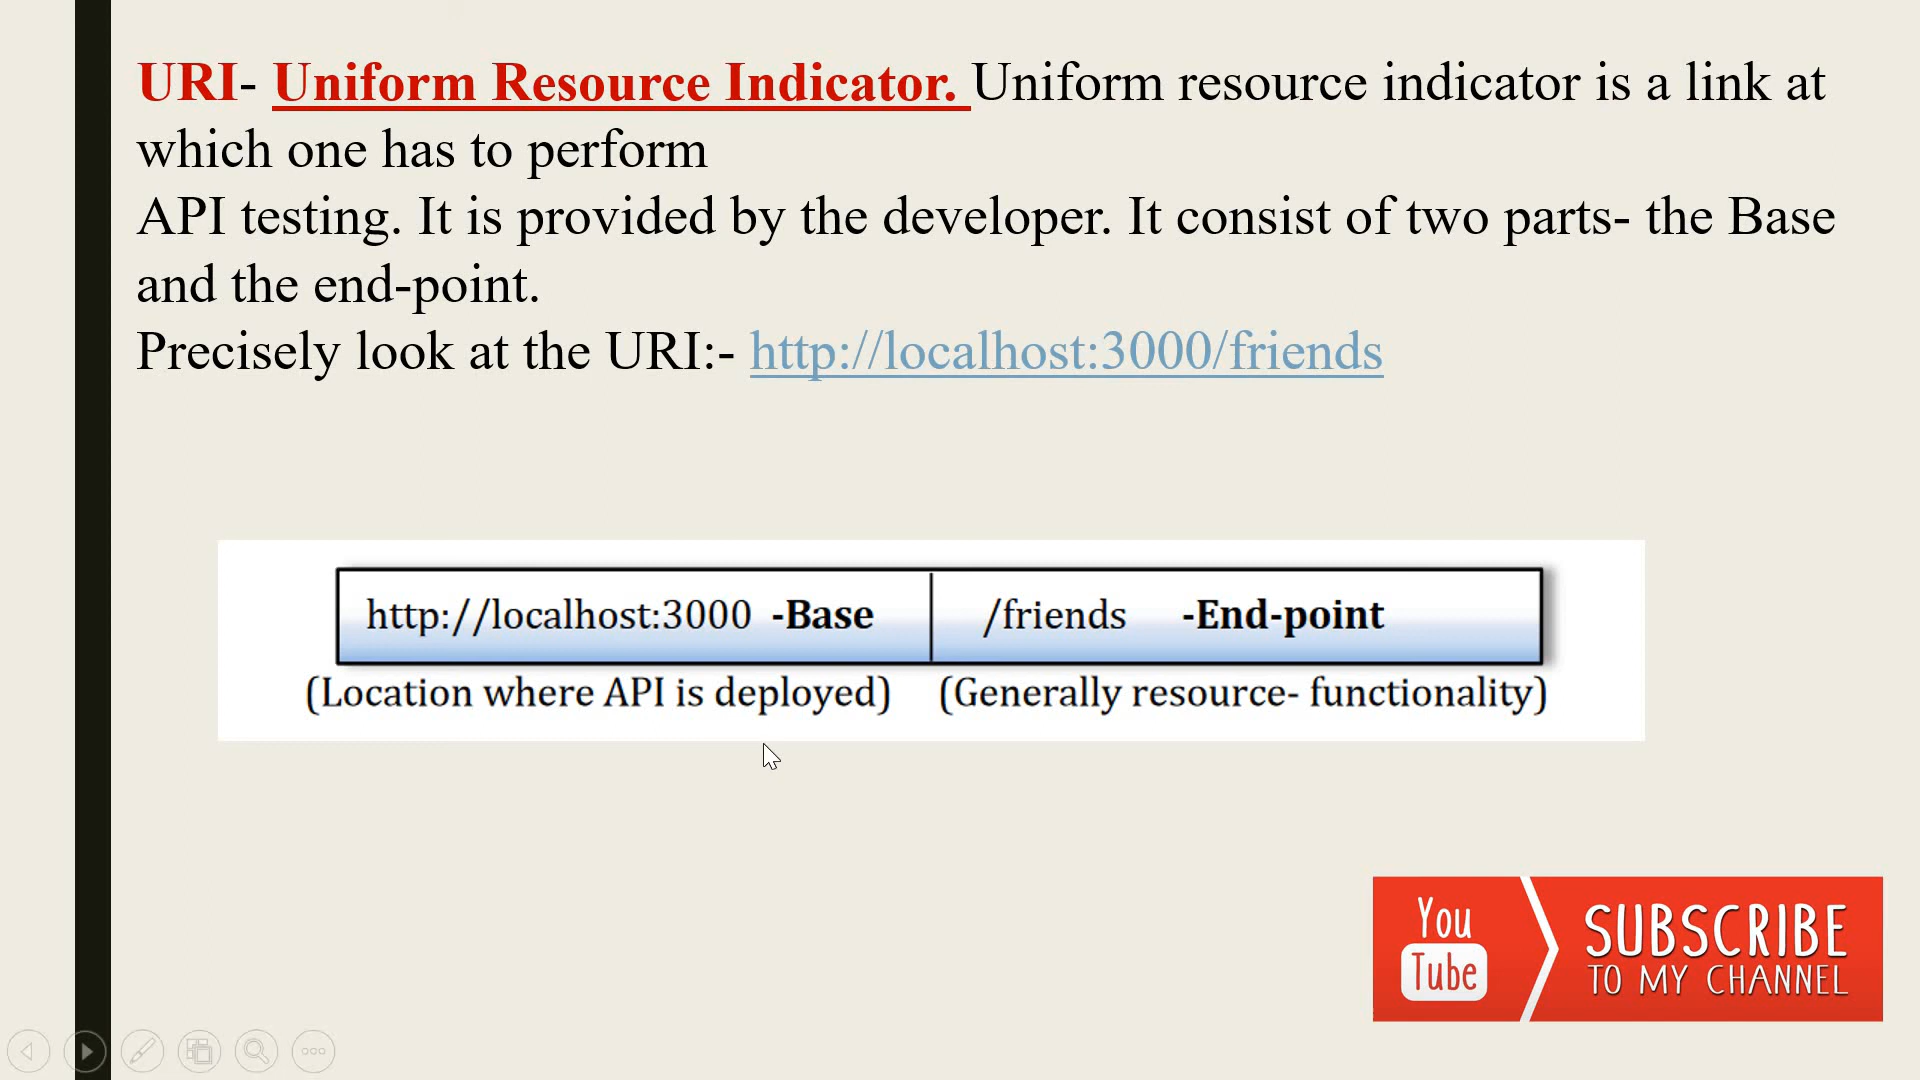 URI- Uniform Resource Indicator. Uniform resource indicator is a link at
which one has to perform
API testing. It is provided by the developer. It consist of two parts- the Base
and the end-point.
Precisely look at the URI:- http://localhost:3000/friends
http://localhost:3000 -Base /friends -End-point
(Location where API is deployed) (Generally resource- functionality)
You
Tube
SUBSCRIBE
TO MY CHANNEL